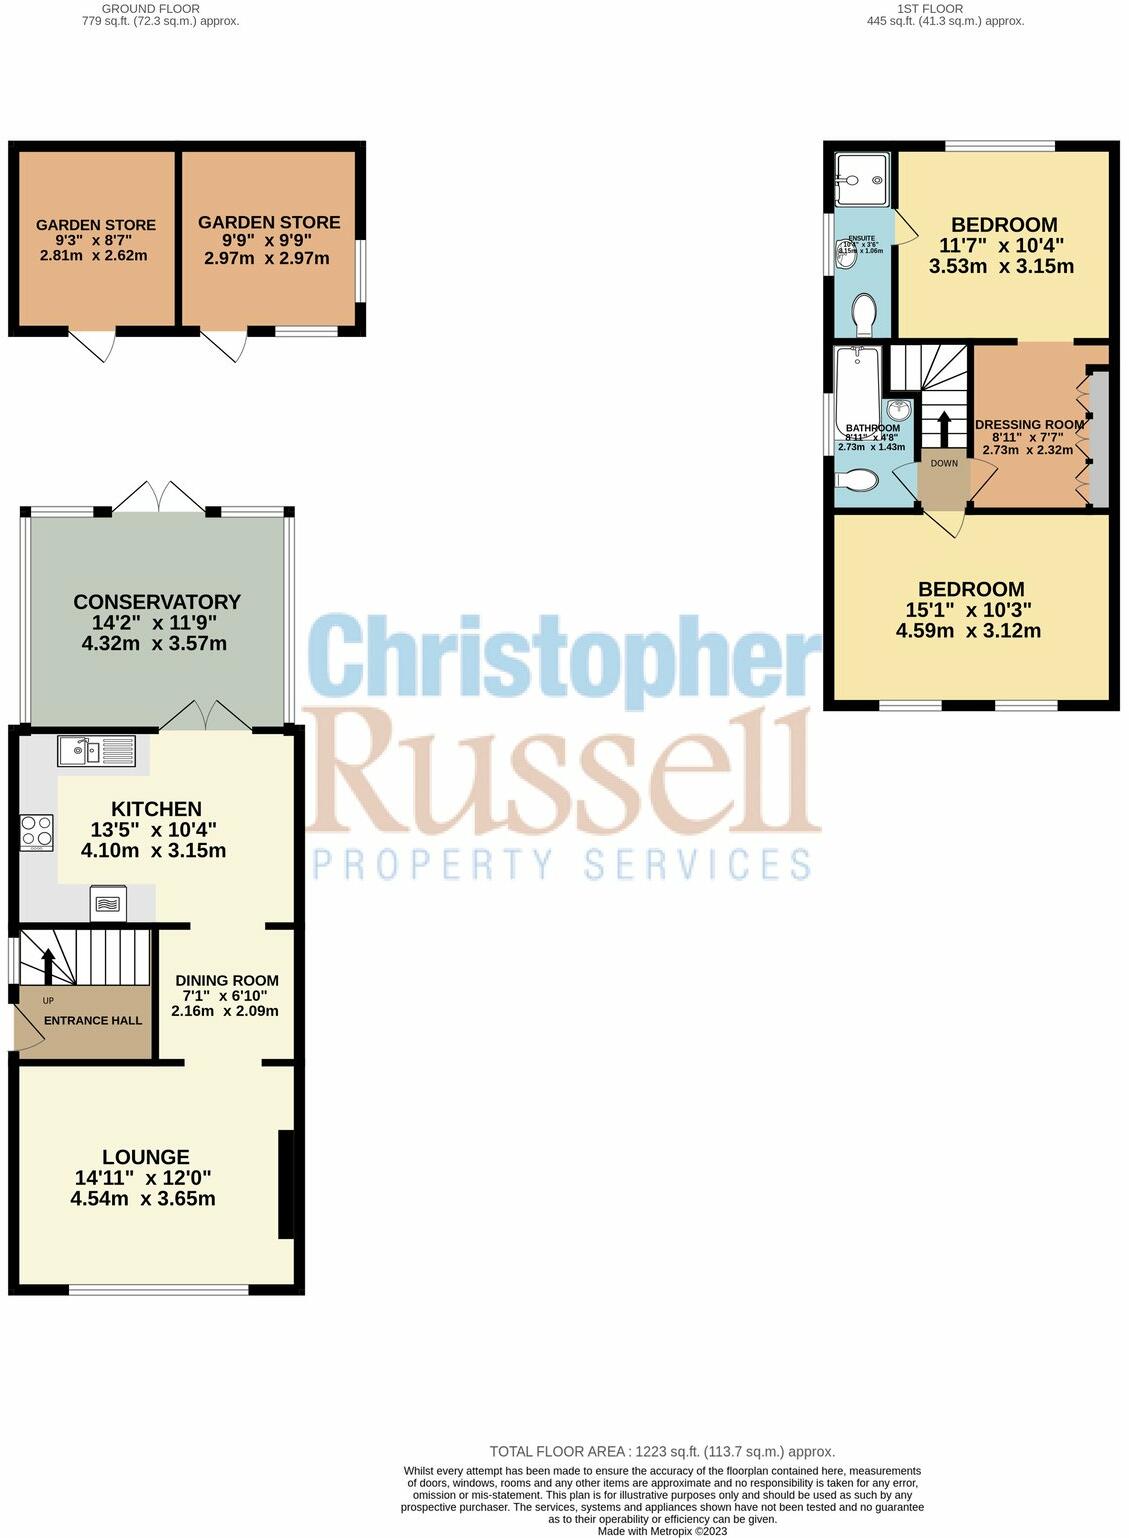 GROUND FLOOR
779 sq.ft. (72.3 sq.m.) approx.
1ST FLOOR
445 sq.ft. (41.3 sq.m.) approx.
GARDEN STORE
9'3" x 8'7"
2.81m x 2.62m
GARDEN STORE
9'9" x 9'9"
2.97m x 2.97m
BEDROOM
11'7" x 10'4"
3.53m x 3.15m
ENSUITE
10'4" x 3'6"
3.15m x 1.06m
BATHROOM
8'11" x 4'8"
2.73m x 1.43m
DOWN
DRESSING ROOM
8'11" x 7'7"
2.73m x 2.32m
BEDROOM
15'1" x 10'3"
4.59m x 3.12m
CONSERVATORY
14'2" x 11'9"
4.32m x 3.57m
Christopher
Russell
PROPERTY SERVICES
KITCHEN
13'5" x 10'4"
4.10m x 3.15m
DINING ROOM
7'1" x 6'10"
2.16m x 2.09m
UP
ENTRANCE HALL
LOUNGE
14'11" x 12'0"
4.54m x 3.65m
TOTAL FLOOR AREA : 1223 sq.ft. (113.7 sq.m.) approx.
Whilst every attempt has been made to ensure the accuracy of the floorplan contained here, measurements
of doors, windows, rooms and any other items are approximate and no responsibility is taken for any error,
omission or mis-statement. This plan is for illustrative purposes only and should be used as such by any
prospective purchaser. The services, systems and appliances shown have not been tested and no guarantee
as to their operability or efficiency can be given.
Made with Metropix ©2023